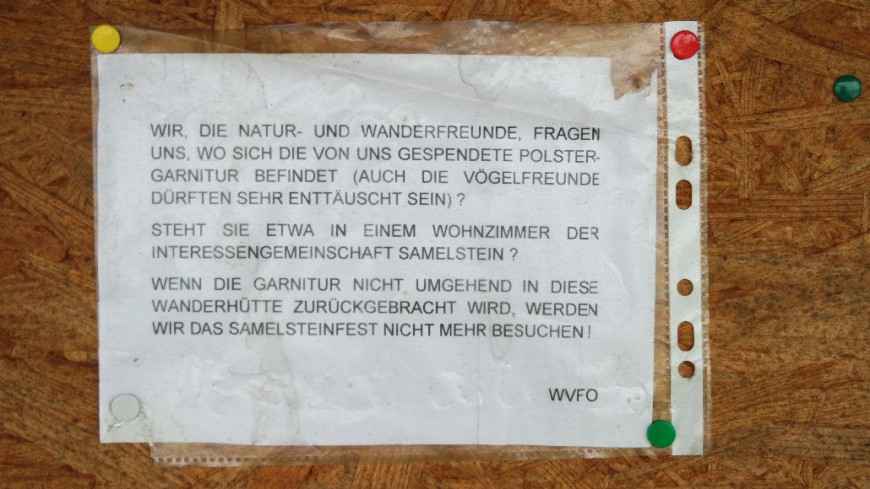 WIR, DIE NATUR- UND WANDERFREUNDE, FRAGEN
UNS, WO SICH DIE VON UNS GESPENDETE POLSTER-
GARNITUR BEFINDET (AUCH DIE VÖGELFREUNDE
DÜRFTEN SEHR ENTTÄUSCHT SEIN) ?
STEHT SIE ETWA IN EINEM WOHNZIMMER DER
INTERESSENGEMEINSCHAFT SAMELSTEIN ?
WENN DIE GARNITUR NICHT UMGEHEND IN DIESE
WANDERHÜTTE ZURÜCKGEBRACHT WIRD, WERDEN
WIR DAS SAMELSTEINFEST NICHT MEHR BESUCHEN !
WVFO